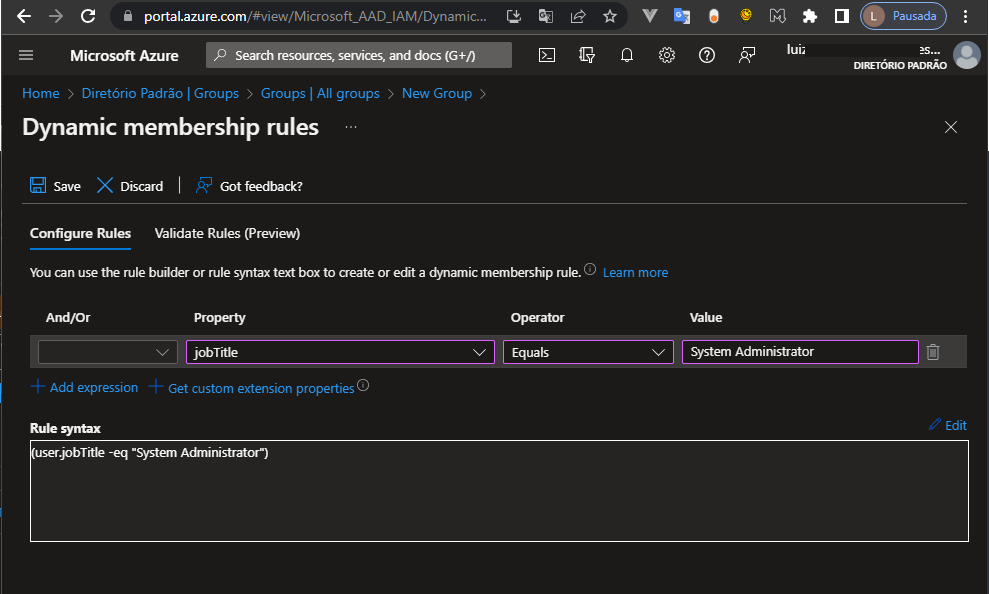 portal.azure.com/#view/Microsoft_AAD_IAM/Dynamic...
L Pausada
Microsoft Azure
Search resources, services, and docs (G+/)
luiz es...
DIRETÓRIO PADRÃO
Home > Diretório Padrão | Groups > Groups | All groups > New Group >
Dynamic membership rules ...
Save Discard | Got feedback?
Configure Rules Validate Rules (Preview)
You can use the rule builder or rule syntax text box to create or edit a dynamic membership rule. Learn more
And/Or Property Operator Value
jobTitle Equals System Administrator
+ Add expression + Get custom extension properties
Rule syntax Edit
(user.jobTitle -eq "System Administrator")